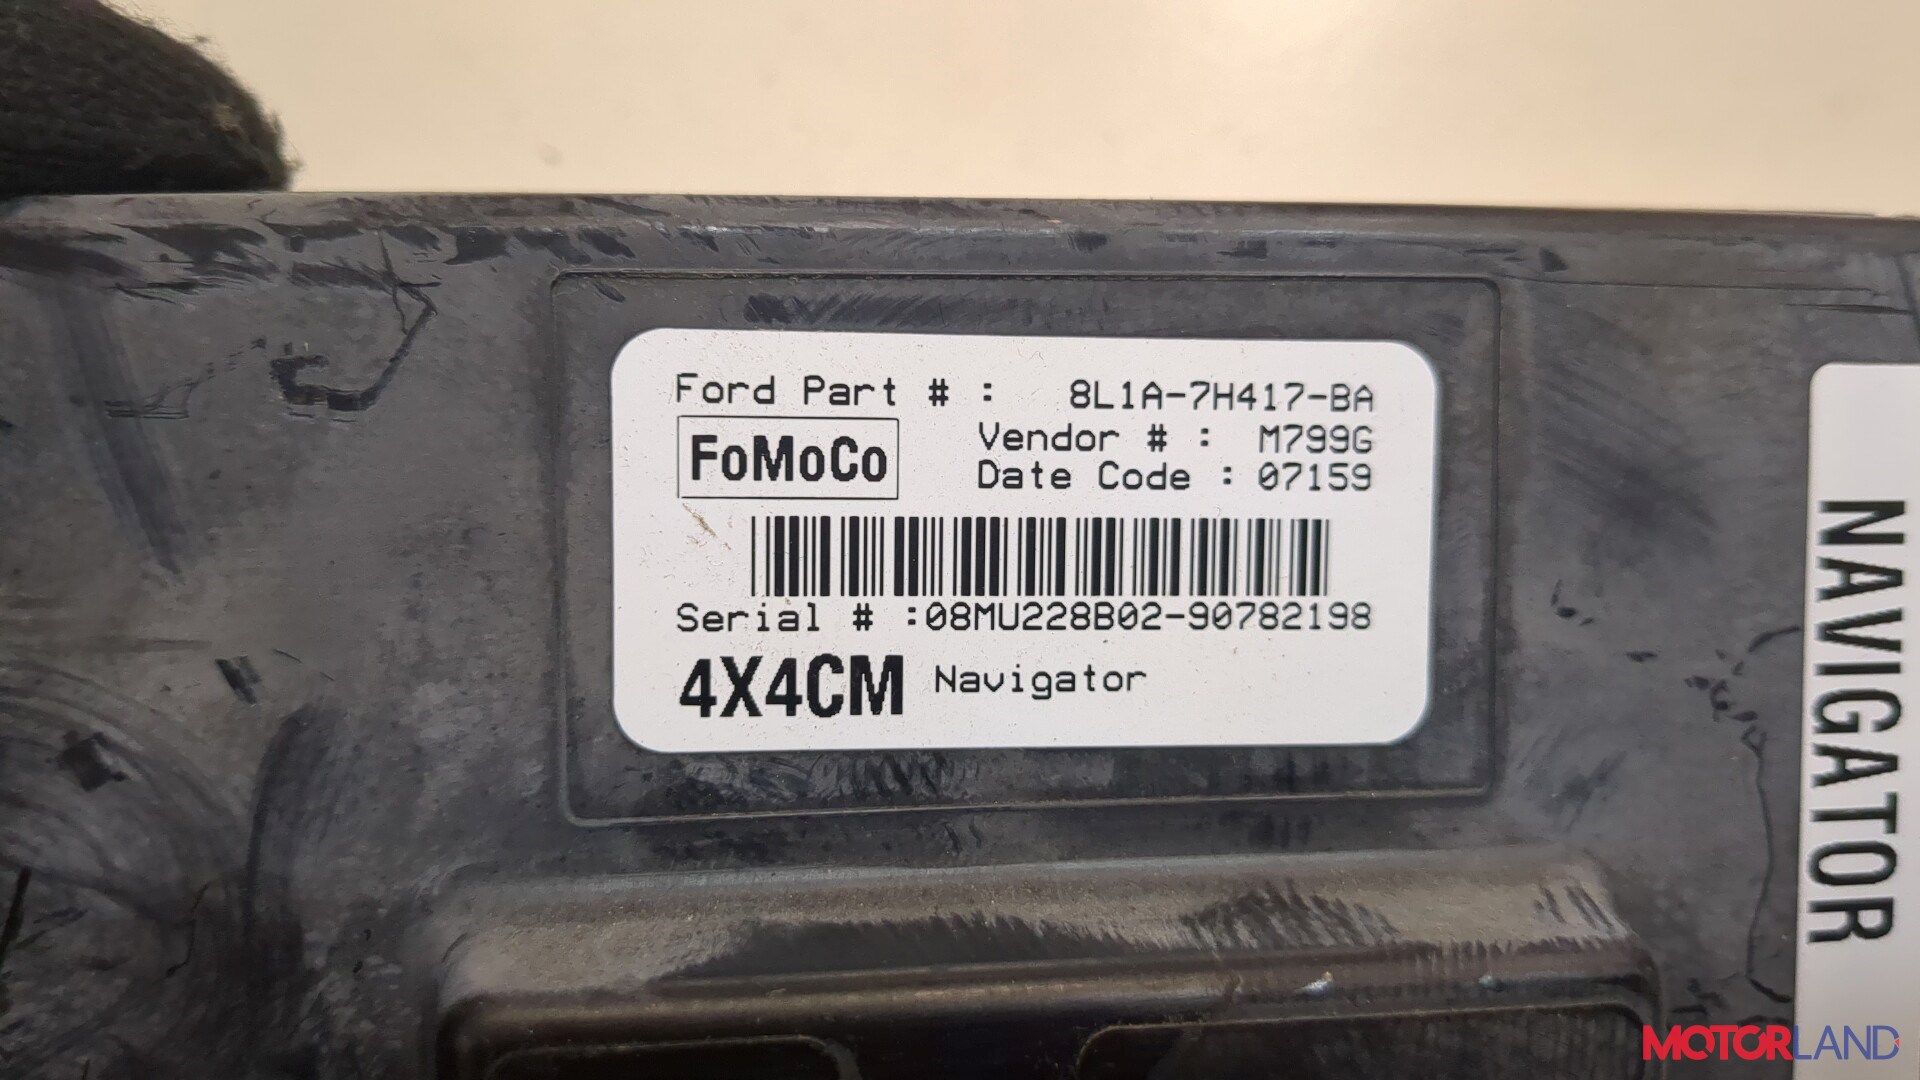 Ford Part # : 8L1A-7H417-BA
FoMoCo
Vendor # : M799G
Date Code : 07159
Serial # :08MU228B02-90782198
4X4CM Navigator
NAVIGATOR
MOTORLAND